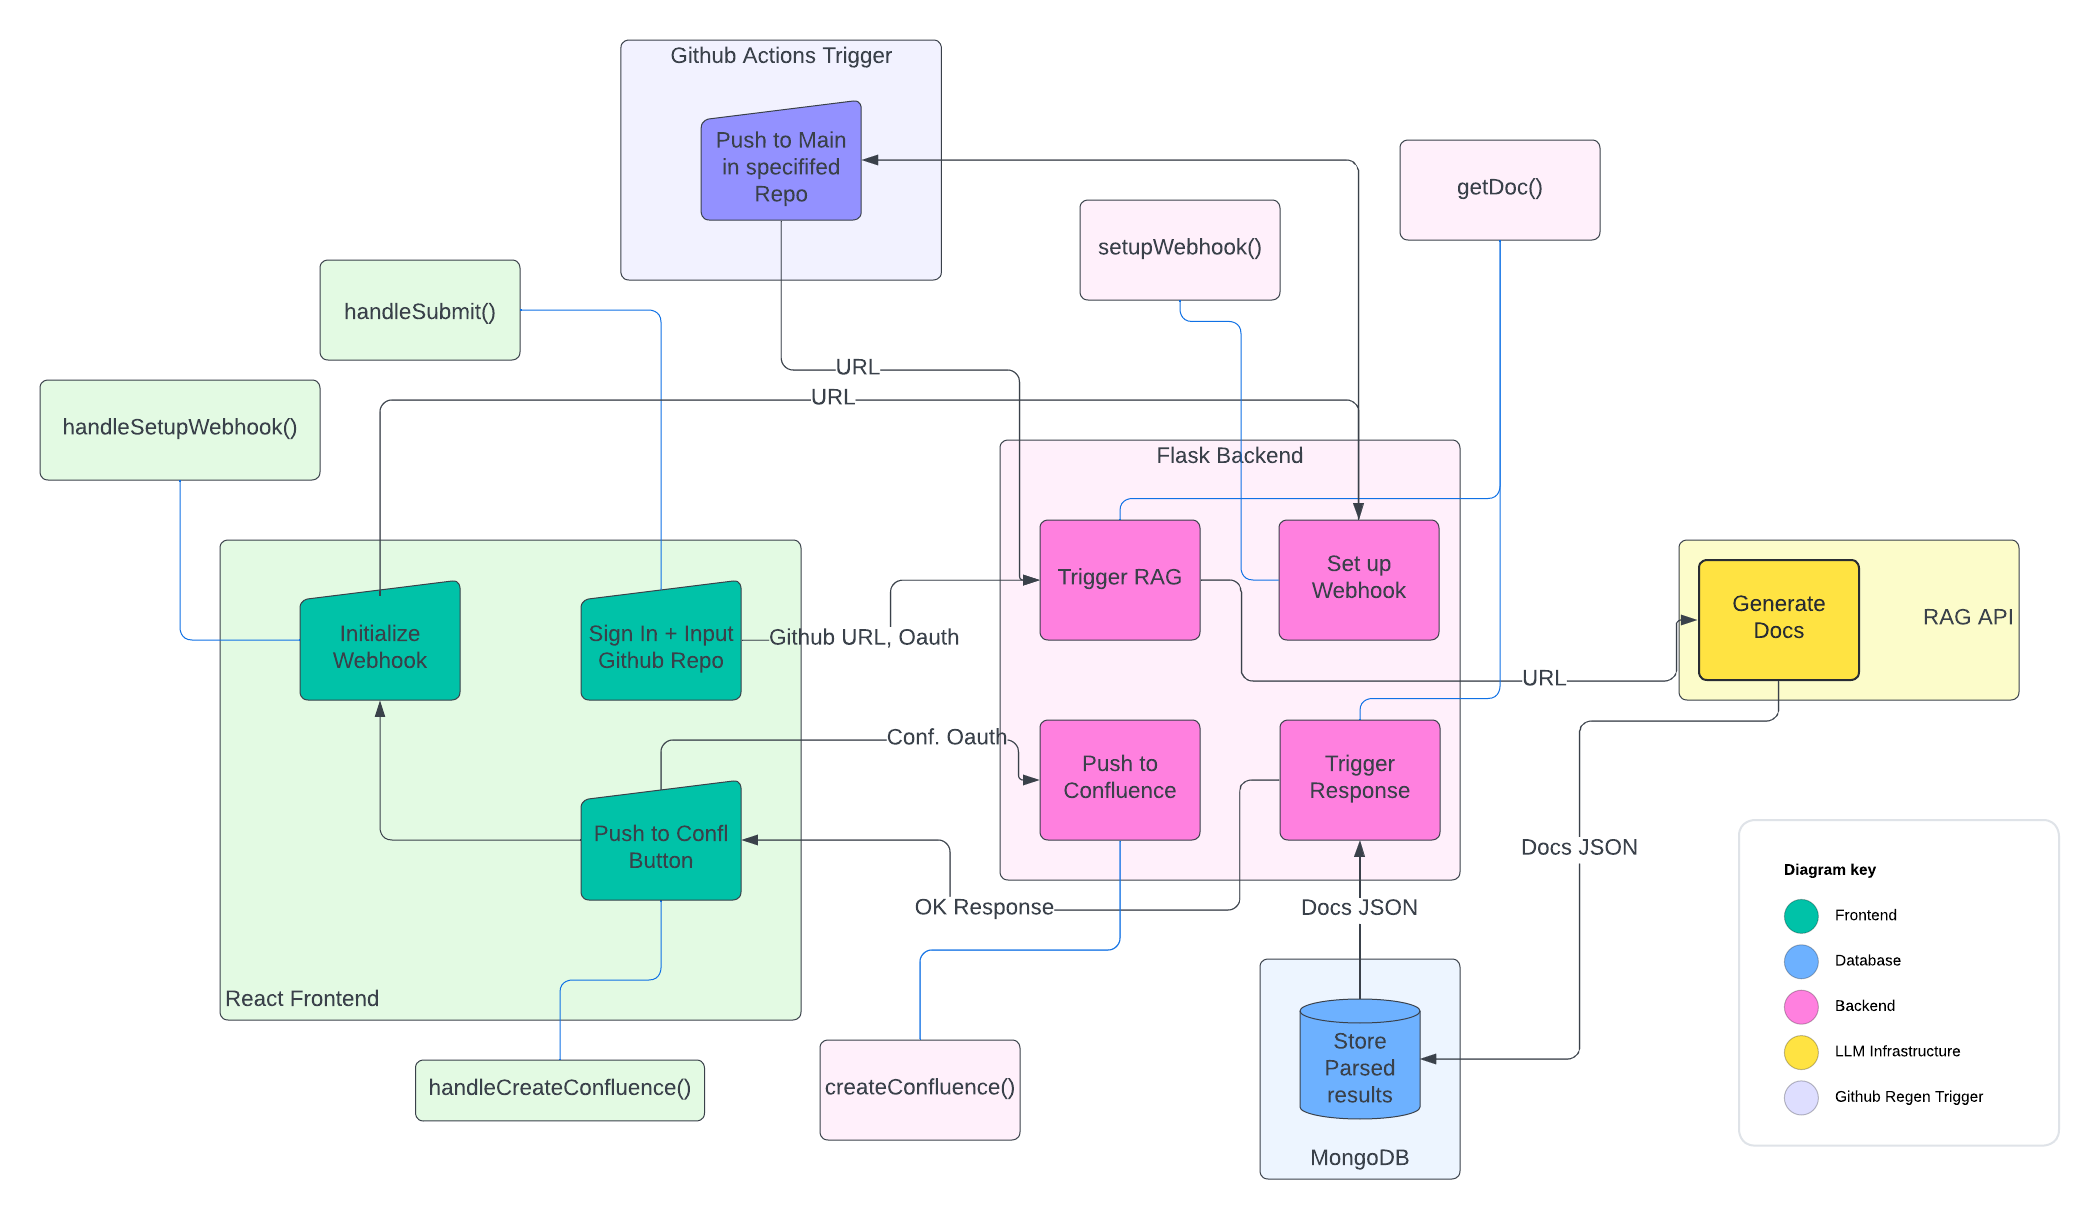 Github Actions Trigger
Push to Main
in specififed
Repo
getDoc()
setupWebhook()
handleSubmit()
URL
URL
handleSetupWebhook()
Flask Backend
Trigger RAG
Set up
Webhook
Generate
Docs
RAG API
Initialize
Webhook
Sign In + Input
Github Repo
Github URL, Oauth
URL
Conf. Oauth
Push to
Confluence
Trigger
Response
Push to Confl
Button
Docs JSON
OK Response
Docs JSON
React Frontend
handleCreateConfluence()
createConfluence()
Store
Parsed
results
MongoDB
Diagram key
Frontend
Database
Backend
LLM Infrastructure
Github Regen Trigger